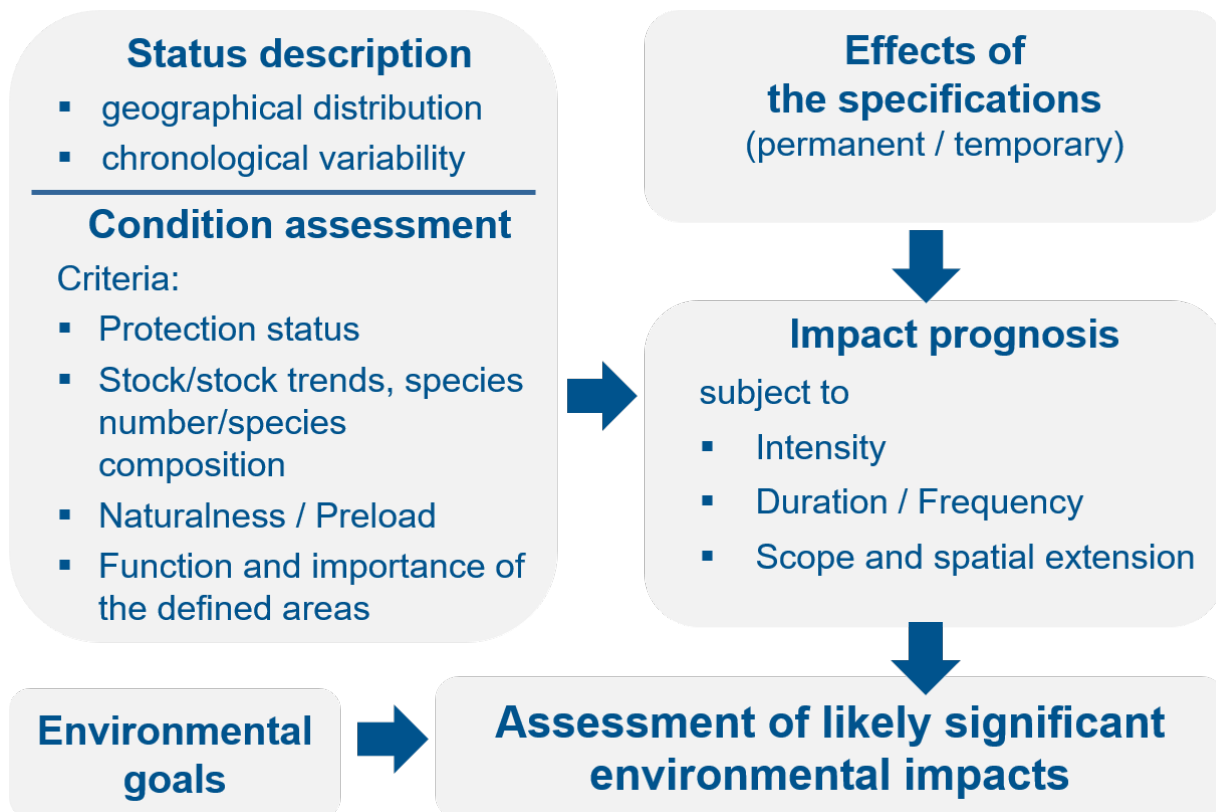 Status description
▪ geographical distribution
▪ chronological variability
Condition assessment
Criteria:
▪ Protection status
▪ Stock/stock trends, species
number/species
composition
▪ Naturalness / Preload
▪ Function and importance of
the defined areas
Effects of
the specifications
(permanent / temporary)
Impact prognosis
subject to
▪ Intensity
▪ Duration / Frequency
▪ Scope and spatial extension
Environmental
goals
Assessment of likely significant
environmental impacts